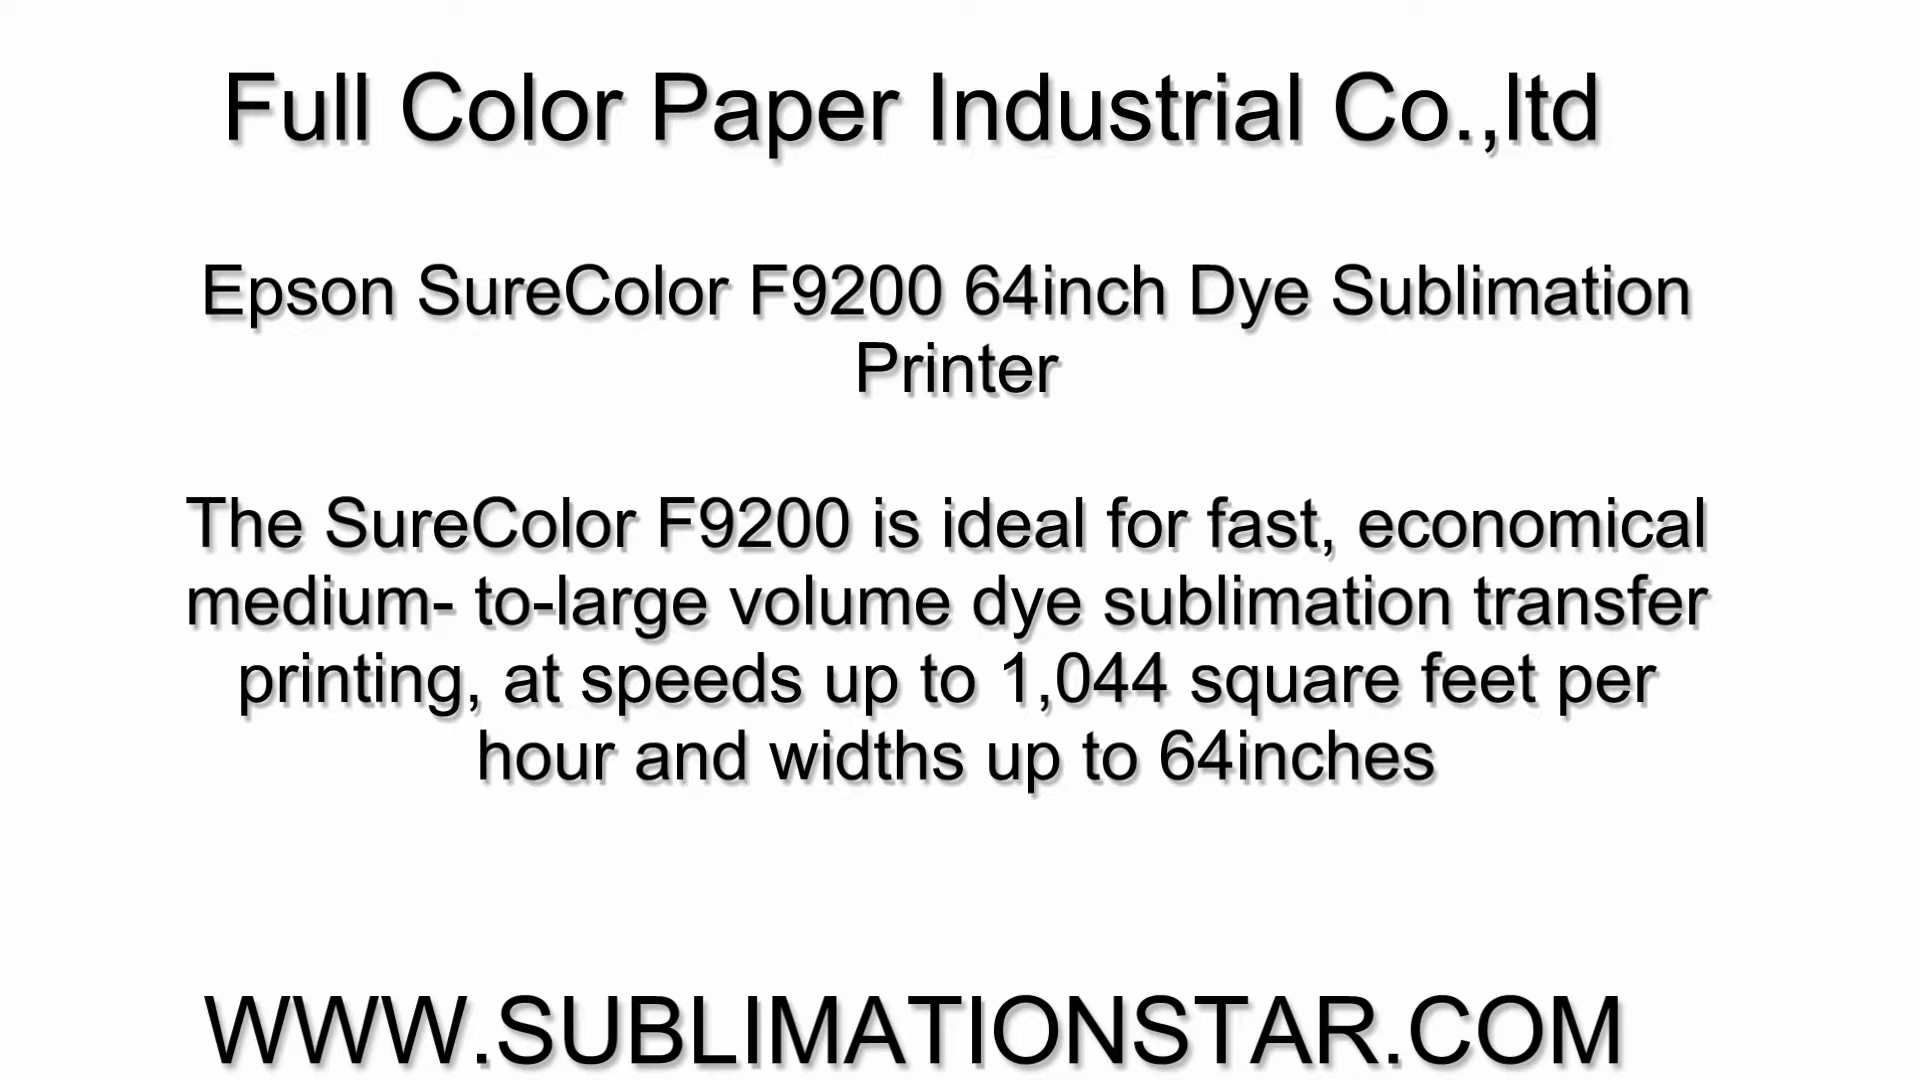 Full Color Paper Industrial Co.,ltd
Epson SureColor F9200 64inch Dye Sublimation
Printer
The SureColor F9200 is ideal for fast, economical
medium- to-large volume dye sublimation transfer
printing, at speeds up to 1,044 square feet per
hour and widths up to 64inches
WWW.SUBLIMATIONSTAR.COM